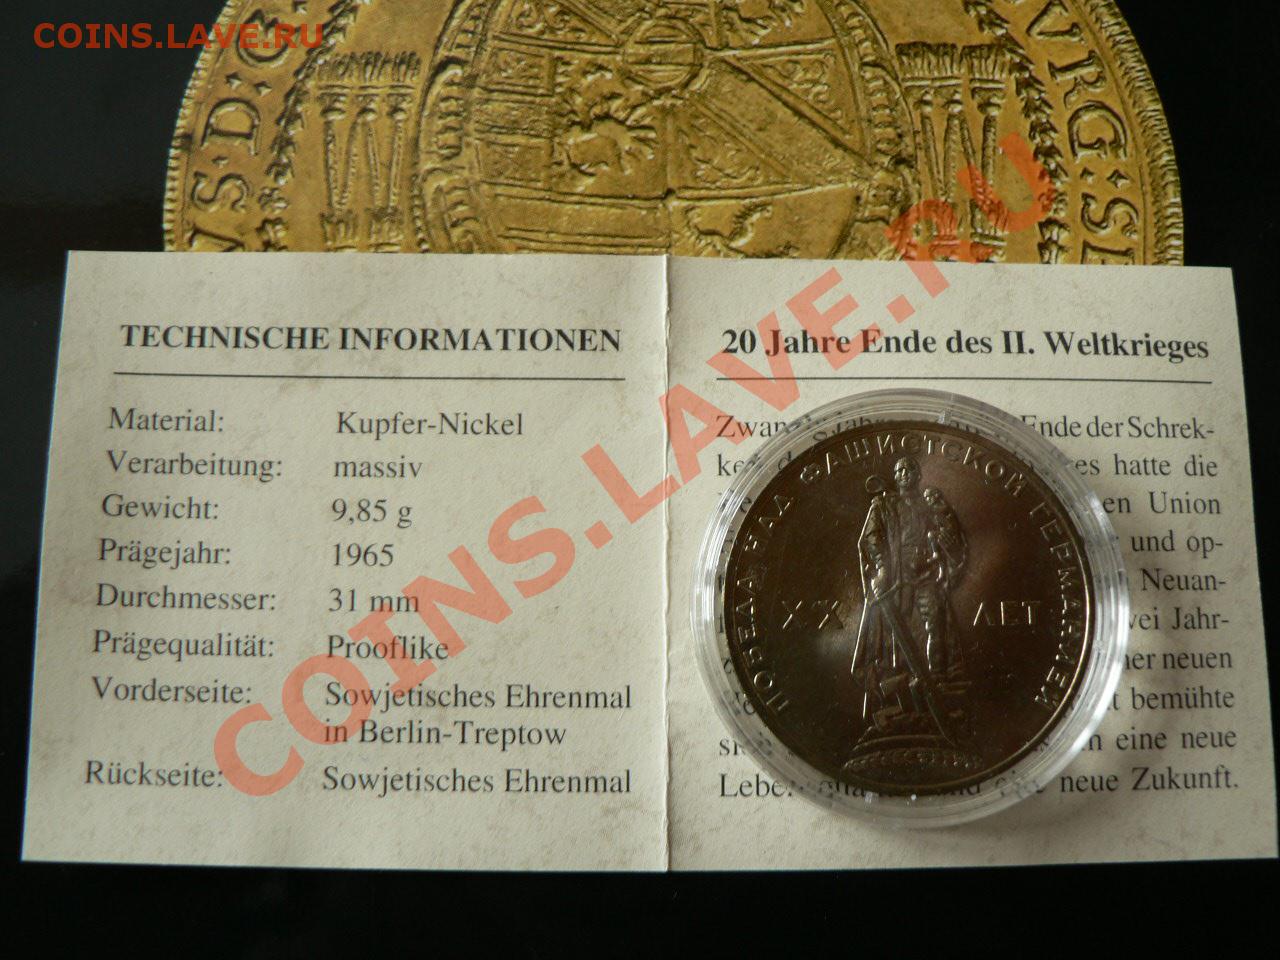 COINS.LAVE.RU
VS·D:G
VRG:SE
TECHNISCHE INFORMATIONEN
Material: Kupfer-Nickel
Verarbeitung: massiv
Gewicht: 9,85 g
Prägejahr: 1965
Durchmesser: 31 mm
Prägequalität: Prooflike
Vorderseite: Sowjetisches Ehrenmal
in Berlin-Treptow
Rückseite: Sowjetisches Ehrenmal
20 Jahre Ende des II. Weltkrieges
Ende der Schrek-
hatte die
Union
und op-
Neuan-
Jahr-
neuen
bemühte
eine neue
neue Zukunft.
ПОБЕДА НАД ФАШИСТСКОЙ ГЕРМАНИЕЙ
XX ЛЕТ
COINS.LAVE.RU